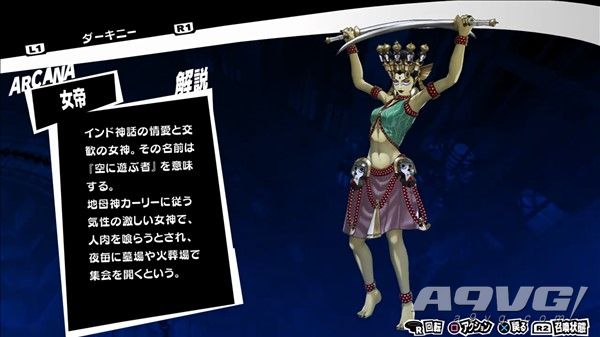 L1 ダーキニー R1
ARCANA
女帝
解説
インド神話の情愛と交
歓の女神。その名前は
『空に遊ぶ者』を意味
する。
地母神カーリーに従う
気性の激しい女神で、
人肉を喰らうとされ、
夜毎に墓場や火葬場で
集会を開くという。
A9VG!
R 回転 アクション 戻る R2 召喚状態